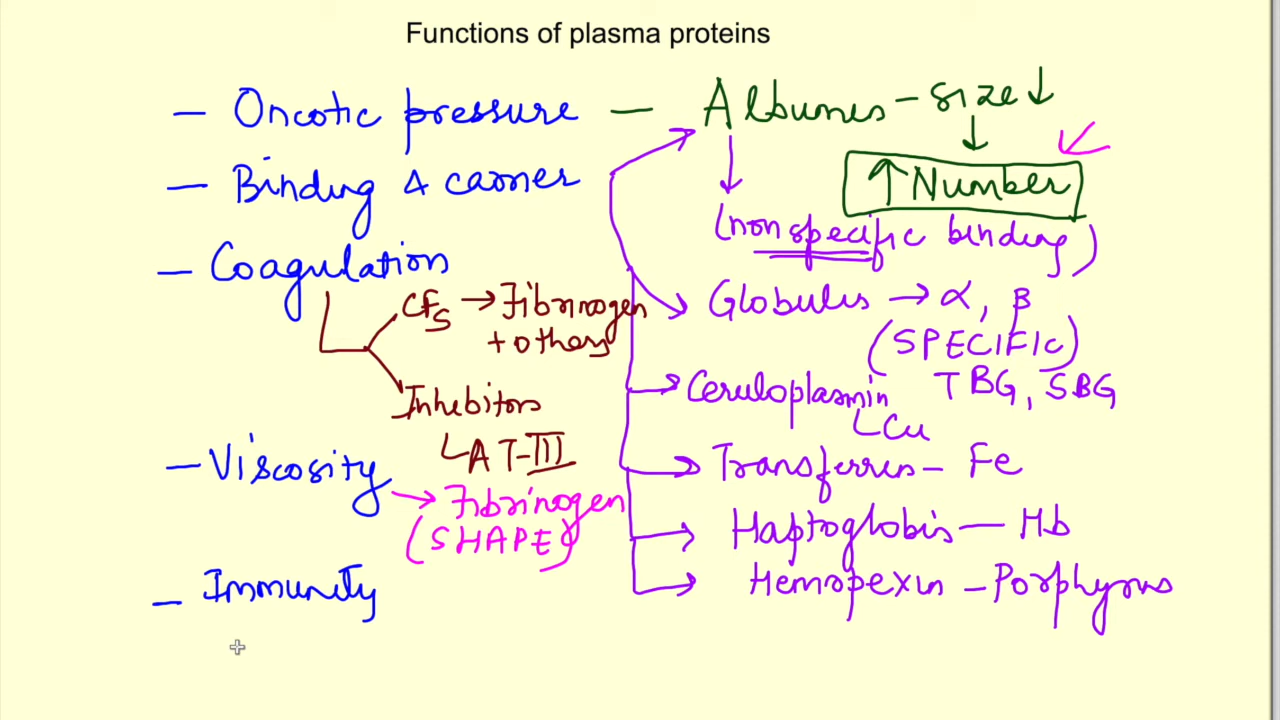 Functions of plasma proteins
– Oncotic pressure – Albumins – size ↓
↓
↑ Number
– Binding & carrier
(nonspecific binding)
– Coagulation
CFs → Fibrinogen
+ others
Inhibitors
AT-III
Globulins → α, β
(SPECIFIC)
TBG, SBG
Ceruloplasmin
Cu
Transferrin – Fe
Haptoglobin – Hb
Hemopexin – Porphyrins
– Viscosity → Fibrinogen
(SHAPE)
– Immunity